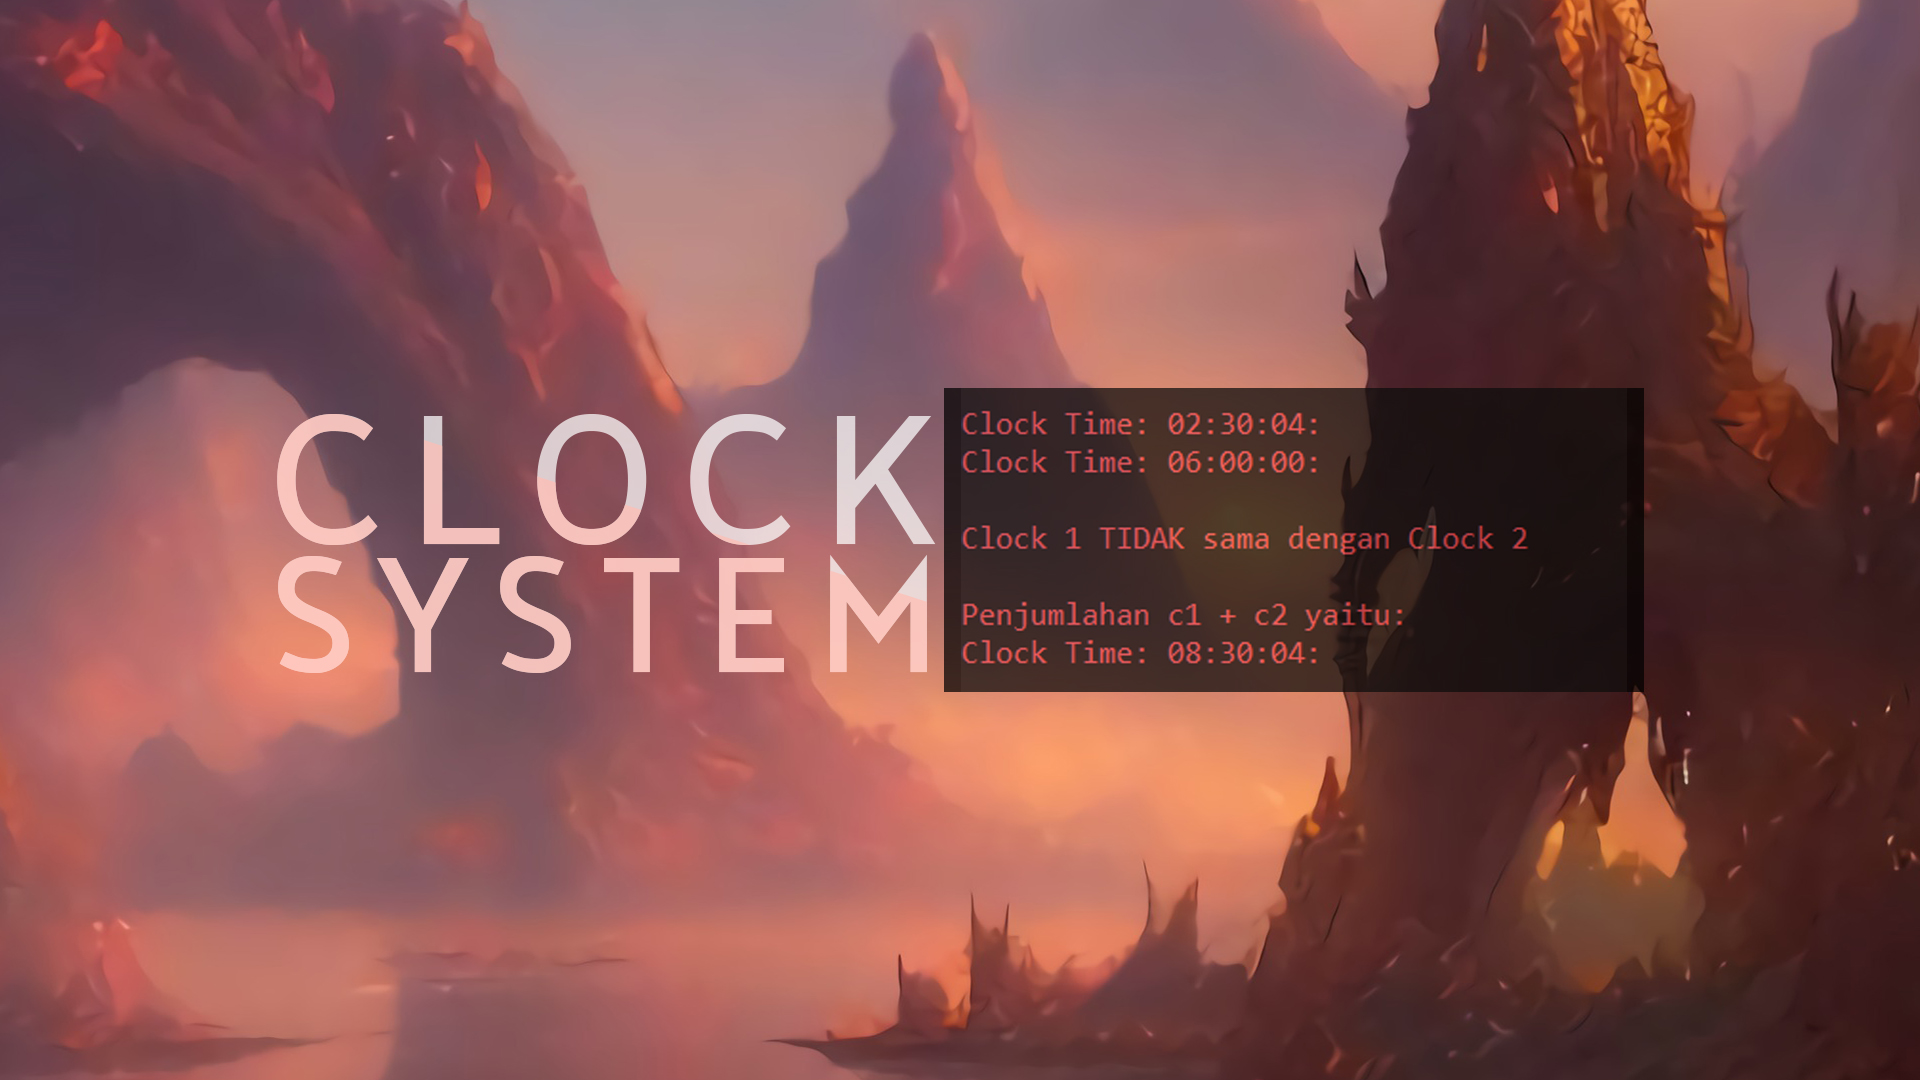 CLOCK
SYSTEM
Clock Time: 02:30:04:
Clock Time: 06:00:00:
Clock 1 TIDAK sama dengan Clock 2
Penjumlahan c1 + c2 yaitu:
Clock Time: 08:30:04: